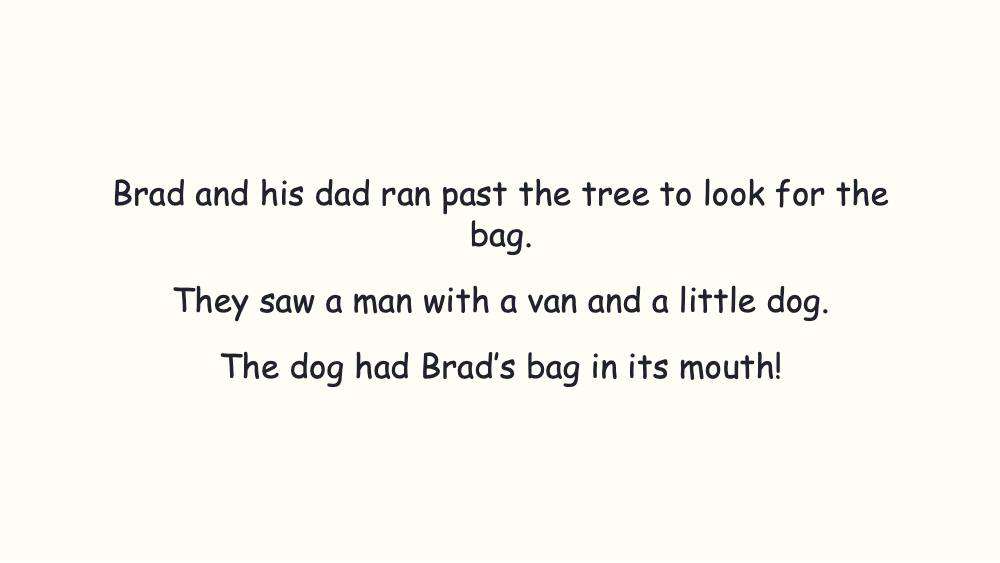 Brad and his dad ran past the tree to look for the
bag.
They saw a man with a van and a little dog.
The dog had Brad’s bag in its mouth!